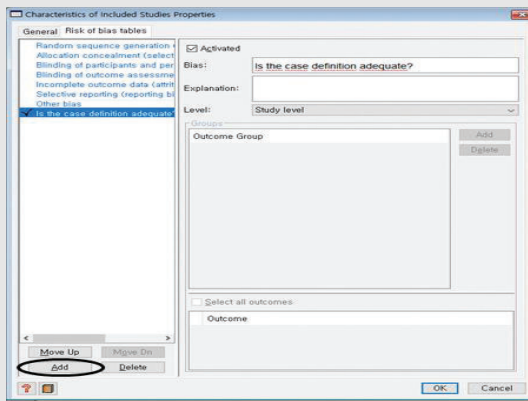 Characteristics of Included Studies Properties
General Risk of bias tables
Random sequence generation
Allocation concealment (select
Blinding of participants and per
Blinding of outcome assessme
Incomplete outcome data (attrit
Selective reporting (reporting bi
Other bias
Is the case definition adequate?
Activated
Bias: Is the case definition adequate?
Explanation:
Level: Study level
Groups
Outcome Group
Add
Delete
Select all outcomes
Outcome
Move Up Move Dn
Add Delete
OK Cancel